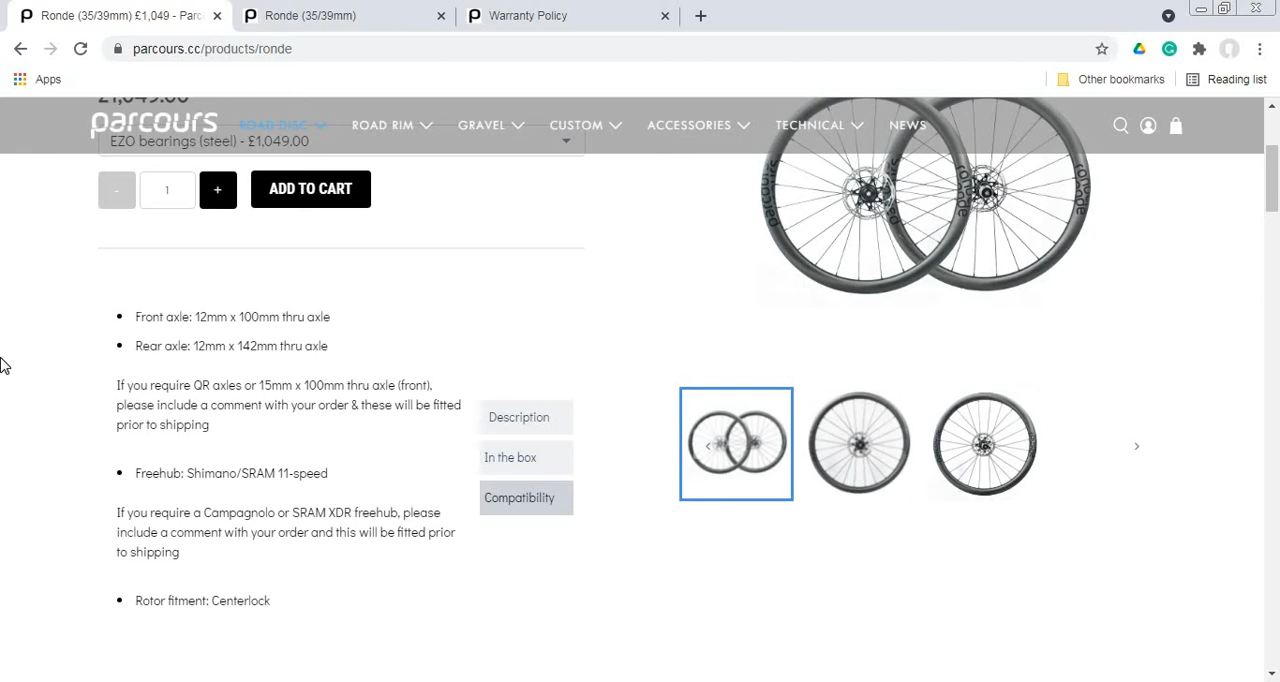 Ronde (35/39mm) £1,049 - Parc
Ronde (35/39mm)
Warranty Policy
parcours.cc/products/ronde
Apps
Other bookmarks
Reading list
£1,049.00
parcours
ROAD DISC
ROAD RIM
GRAVEL
CUSTOM
ACCESSORIES
TECHNICAL
NEWS
EZO bearings (steel) - £1,049.00
- 1 +
ADD TO CART
• Front axle: 12mm x 100mm thru axle
• Rear axle: 12mm x 142mm thru axle
If you require QR axles or 15mm x 100mm thru axle (front),
please include a comment with your order & these will be fitted
prior to shipping
• Freehub: Shimano/SRAM 11-speed
If you require a Campagnolo or SRAM XDR freehub, please
include a comment with your order and this will be fitted prior
to shipping
• Rotor fitment: Centerlock
Description
In the box
Compatibility
parcours
ronde
ronde